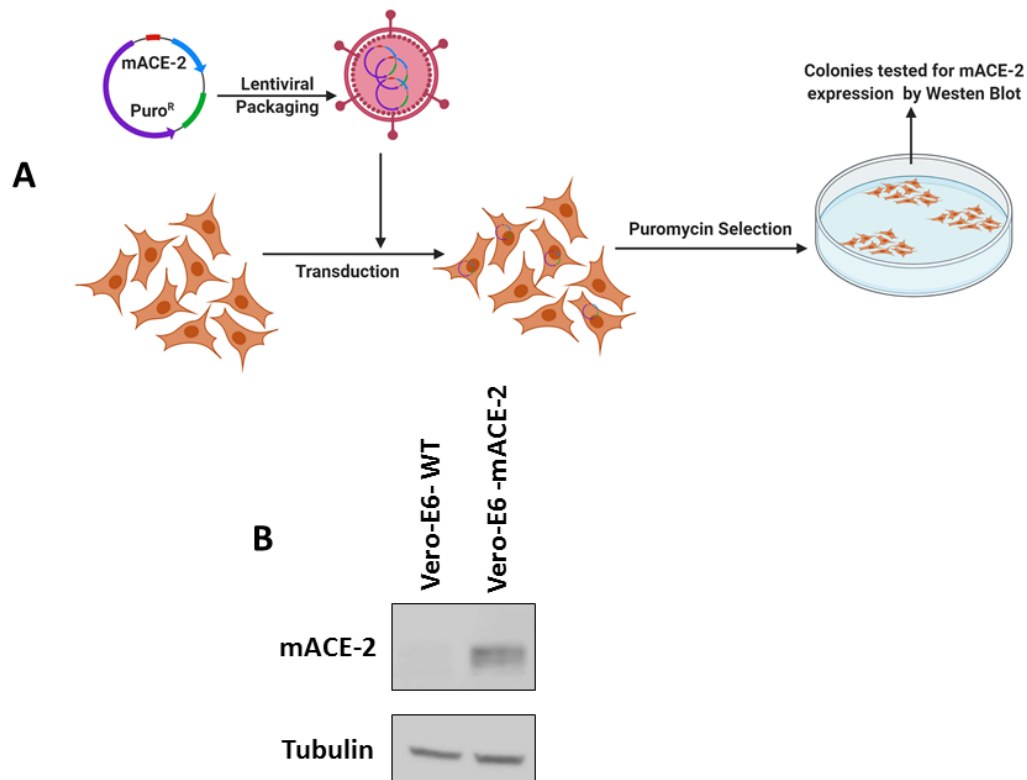 mACE-2
Puroᴿ
Lentiviral
Packaging
Colonies tested for mACE-2
expression by Westen Blot
A
Transduction
Puromycin Selection
Vero-E6- WT
Vero-E6 -mACE-2
B
mACE-2
Tubulin